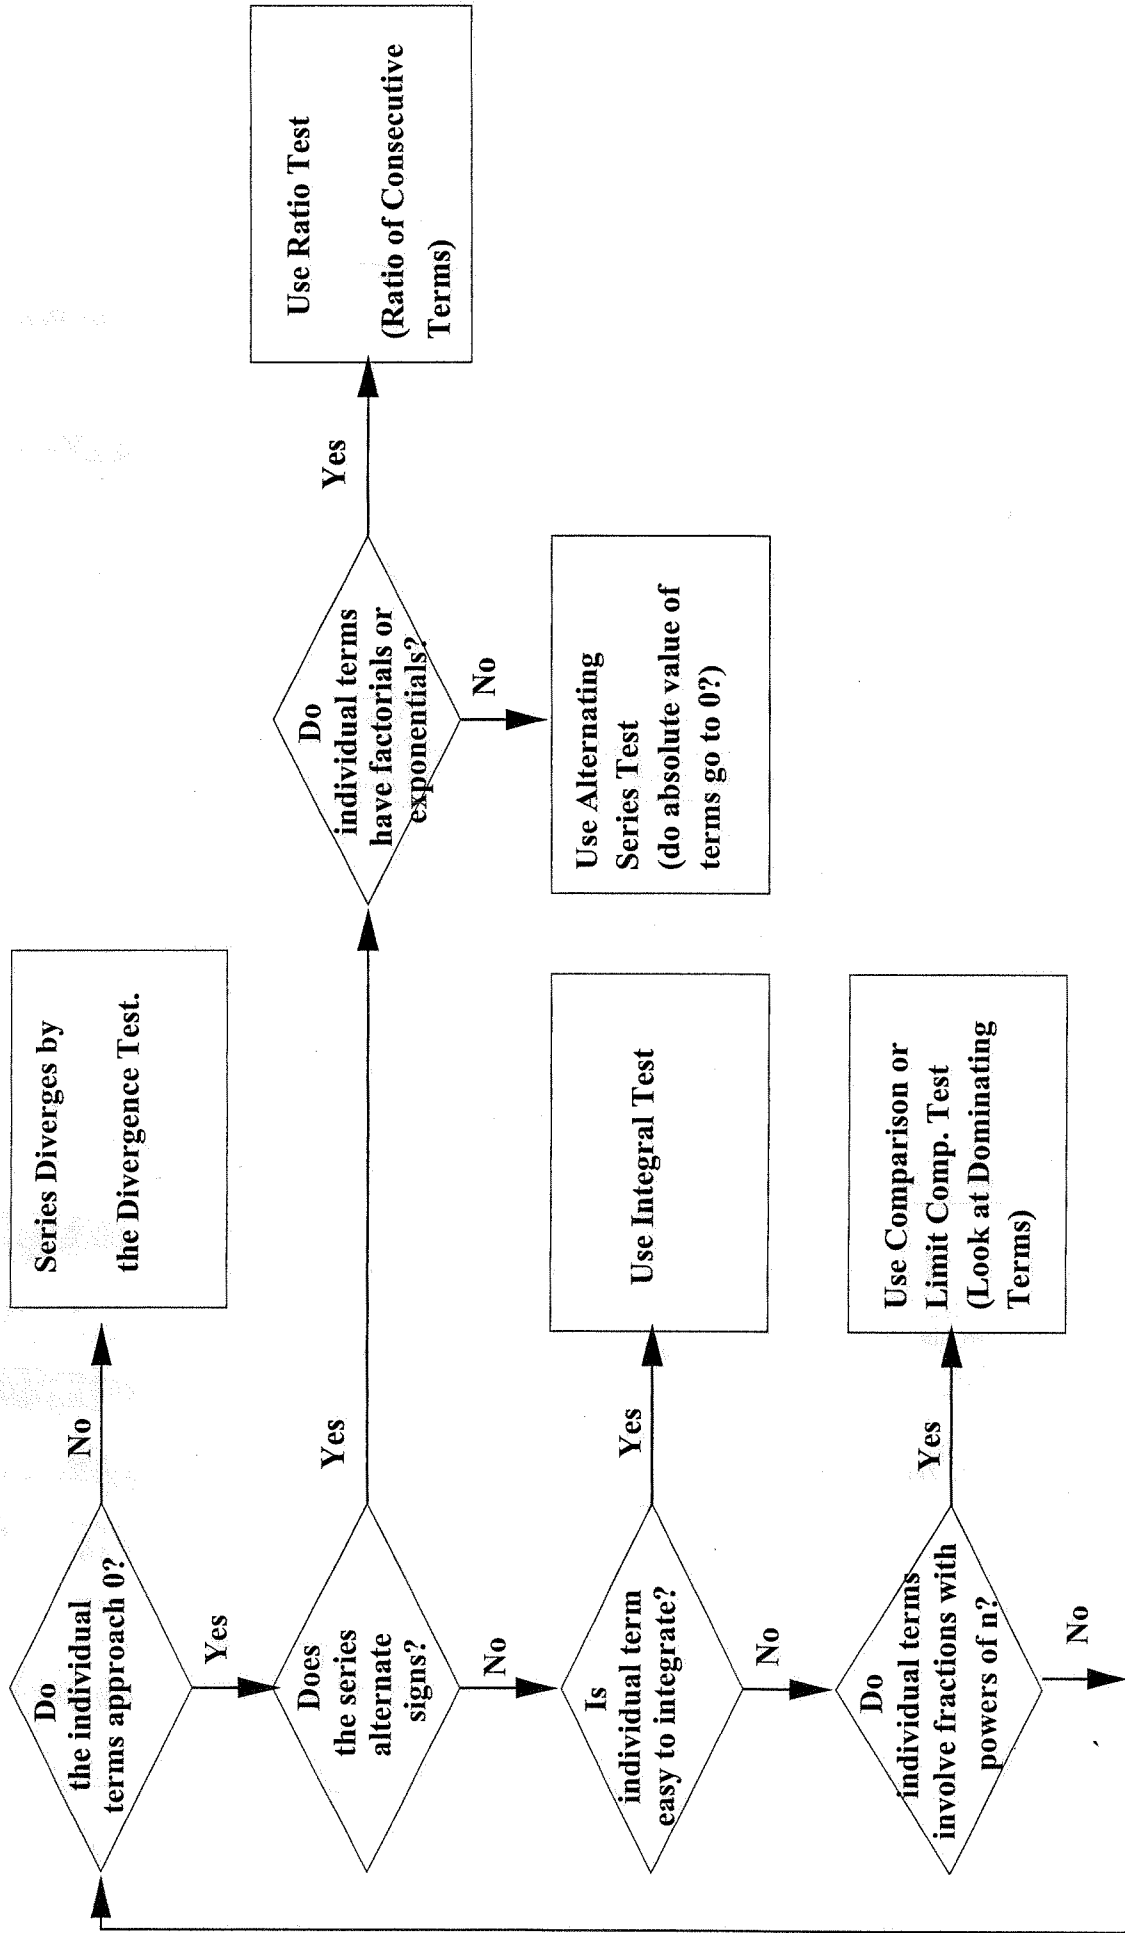 Do
the individual
terms approach 0?
No
Series Diverges by
the Divergence Test.
Yes
Does
the series
alternate
signs?
Yes
Do
individual terms
have factorials or
exponentials?
Yes
Use Ratio Test
(Ratio of Consecutive
Terms)
No
Use Alternating
Series Test
(do absolute value of
terms go to 0?)
No
Is
individual term
easy to integrate?
Yes
Use Integral Test
No
Do
individual terms
involve fractions with
powers of n?
Yes
Use Comparison or
Limit Comp. Test
(Look at Dominating
Terms)
No